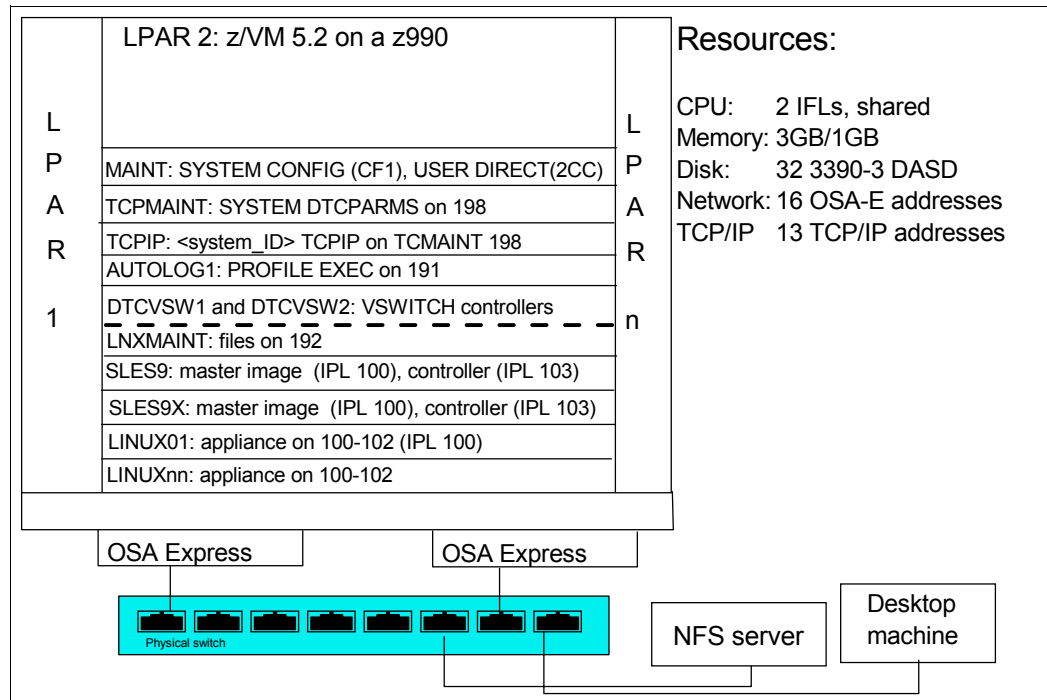 LPAR 2: z/VM 5.2 on a z990
L
P
A
R
1
MAINT: SYSTEM CONFIG (CF1), USER DIRECT(2CC)
TCPMAINT: SYSTEM DTCPARMS on 198
TCPIP: <system_ID> TCPIP on TCMAINT 198
AUTOLOG1: PROFILE EXEC on 191
DTCVSW1 and DTCVSW2: VSWITCH controllers
LNXMAINT: files on 192
SLES9: master image (IPL 100), controller (IPL 103)
SLES9X: master image (IPL 100), controller (IPL 103)
LINUX01: appliance on 100-102 (IPL 100)
LINUXnn: appliance on 100-102
L
P
A
R
n
Resources:
CPU: 2 IFLs, shared
Memory: 3GB/1GB
Disk: 32 3390-3 DASD
Network: 16 OSA-E addresses
TCP/IP 13 TCP/IP addresses
OSA Express
OSA Express
Physical switch
NFS server
Desktop
machine